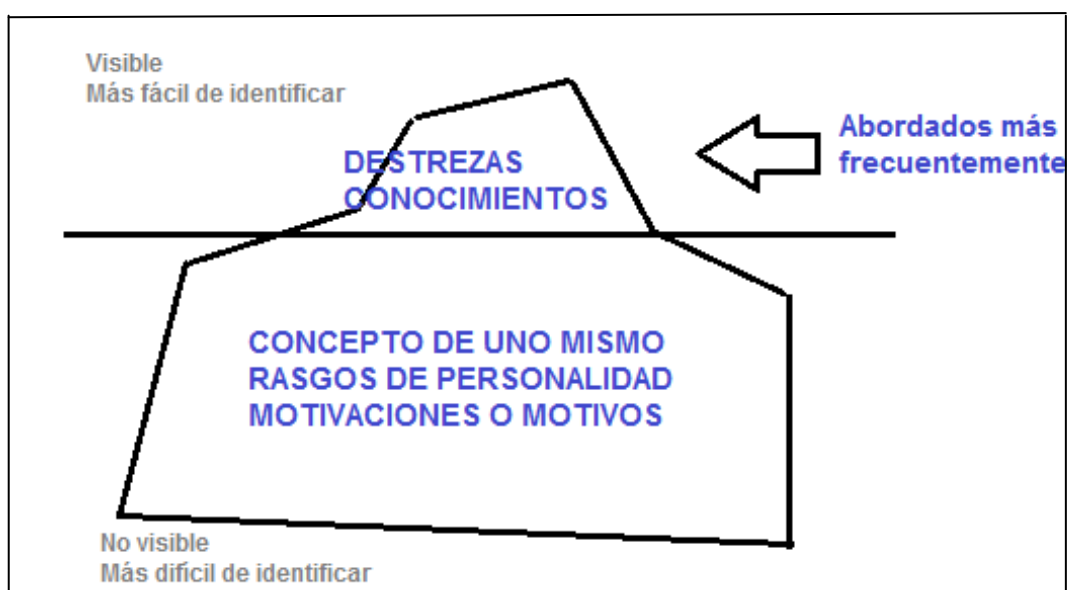 Visible
Más fácil de identificar
DESTREZAS
CONOCIMIENTOS
Abordados más
frecuentemente
CONCEPTO DE UNO MISMO
RASGOS DE PERSONALIDAD
MOTIVACIONES O MOTIVOS
No visible
Más difícil de identificar